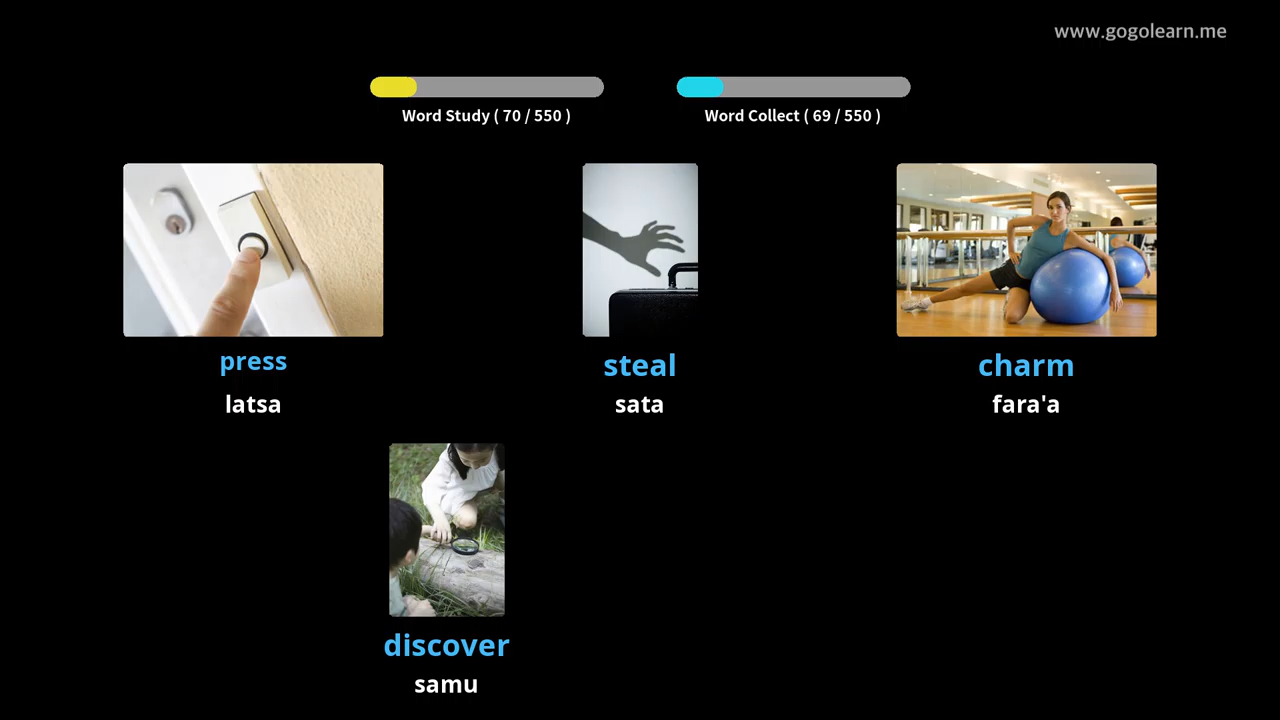 www.gogolearn.me
Word Study ( 70 / 550 )
Word Collect ( 69 / 550 )
press
latsa
steal
sata
charm
fara'a
discover
samu